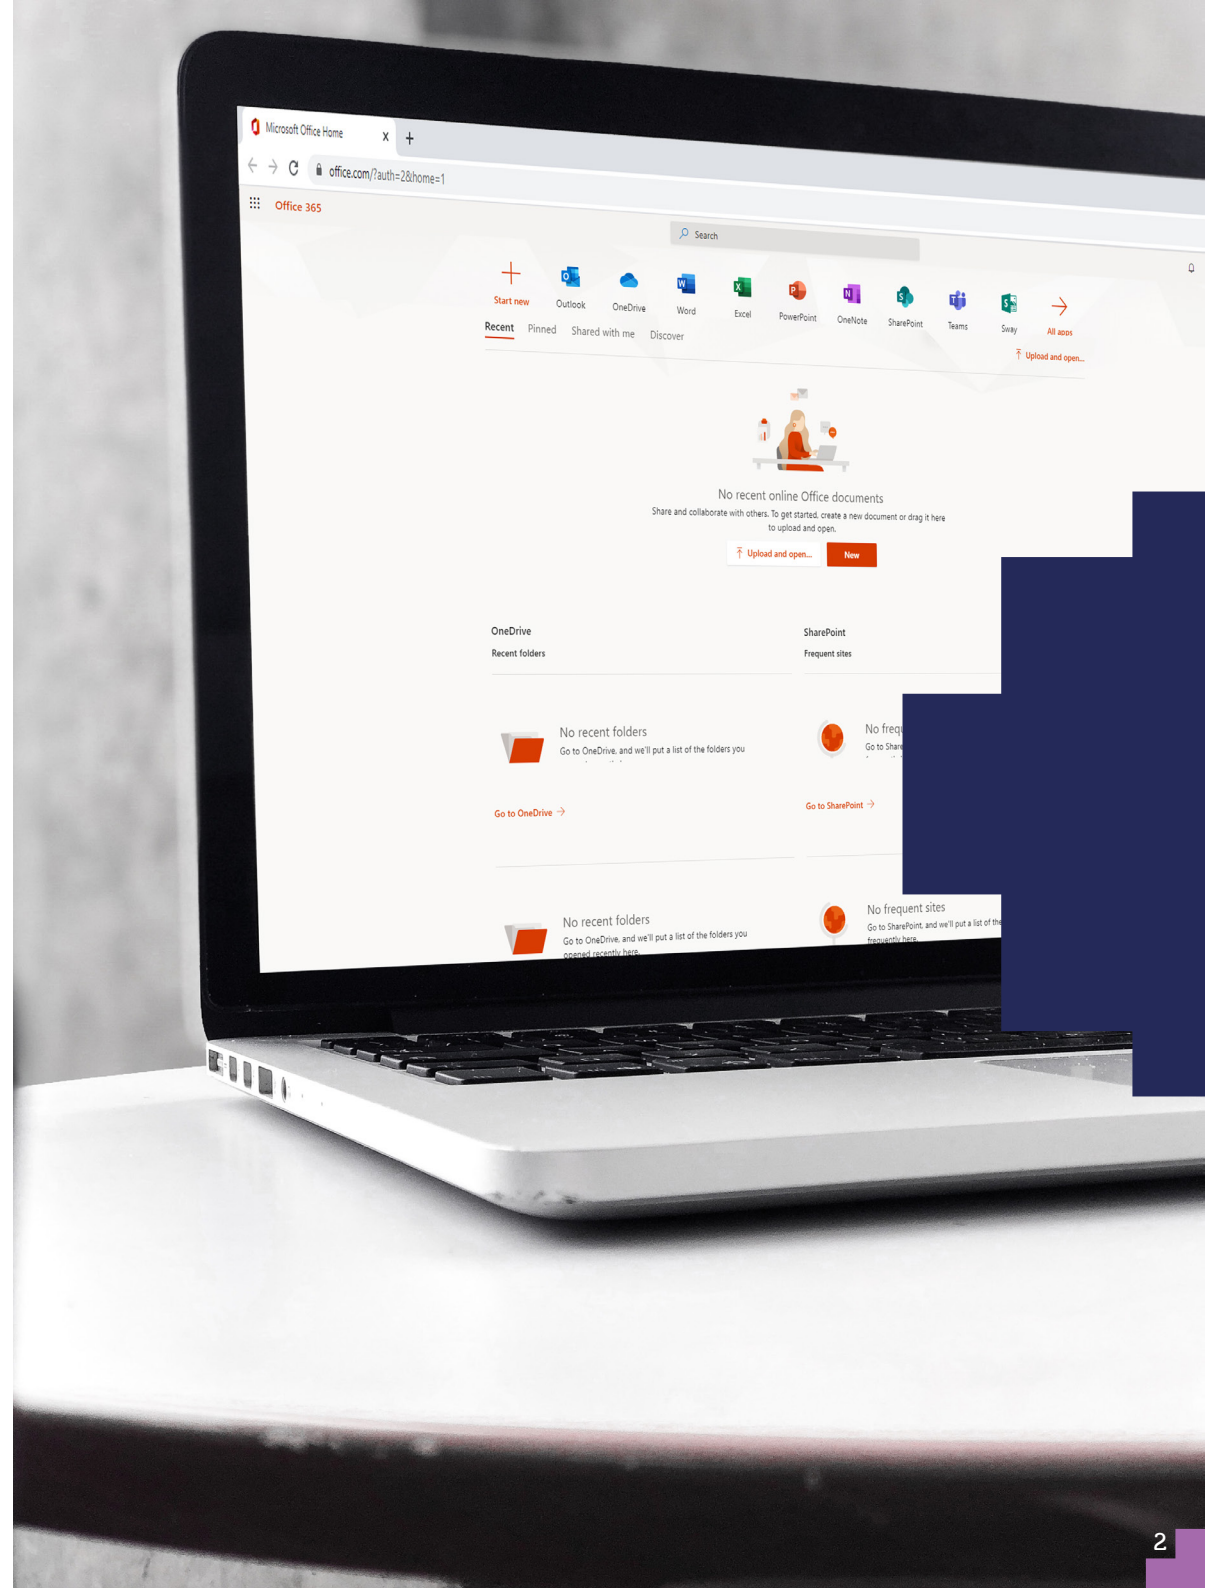 Microsoft Office Home
office.com/?auth=2&home=1
Office 365
Search
Start new
Outlook
OneDrive
Word
Excel
PowerPoint
OneNote
SharePoint
Teams
Sway
All apps
Recent Pinned Shared with me Discover
Upload and open...
No recent online Office documents
Share and collaborate with others. To get started, create a new document or drag it here
to upload and open.
Upload and open...
New
OneDrive
Recent folders
SharePoint
Frequent sites
No recent folders
Go to OneDrive, and we'll put a list of the folders you
Go to OneDrive
No
Go to
Go to SharePoint
No recent folders
Go to OneDrive, and we'll put a list of the folders you
opened recently here.
No frequent sites
Go to SharePoint, and we'll put a list of the
frequently here.
2